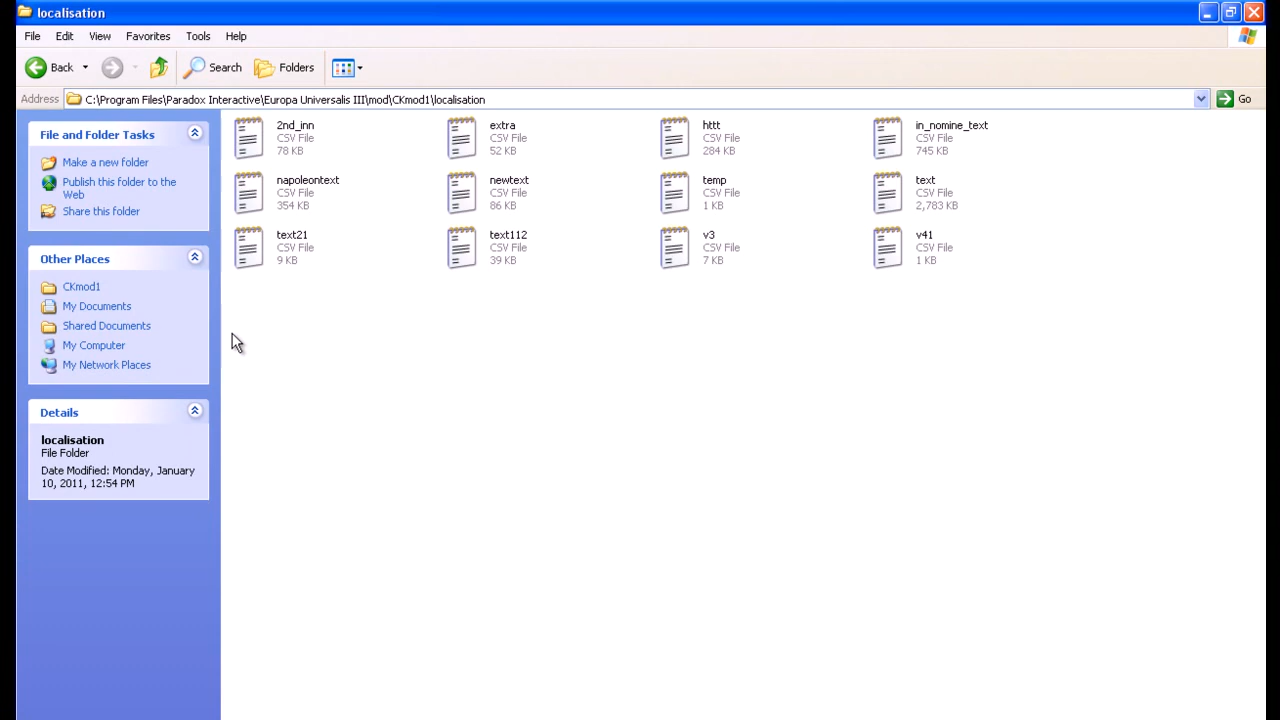 localisation
File Edit View Favorites Tools Help
Back Search Folders
Address C:\Program Files\Paradox Interactive\Europa Universalis III\mod\CKmod1\localisation Go
File and Folder Tasks
Make a new folder
Publish this folder to the
Web
Share this folder
Other Places
CKmod1
My Documents
Shared Documents
My Computer
My Network Places
Details
localisation
File Folder
Date Modified: Monday, January
10, 2011, 12:54 PM
2nd_inn
CSV File
78 KB
extra
CSV File
52 KB
httt
CSV File
284 KB
in_nomine_text
CSV File
745 KB
napoleontext
CSV File
354 KB
newtext
CSV File
86 KB
temp
CSV File
1 KB
text
CSV File
2,783 KB
text21
CSV File
9 KB
text112
CSV File
39 KB
v3
CSV File
7 KB
v41
CSV File
1 KB